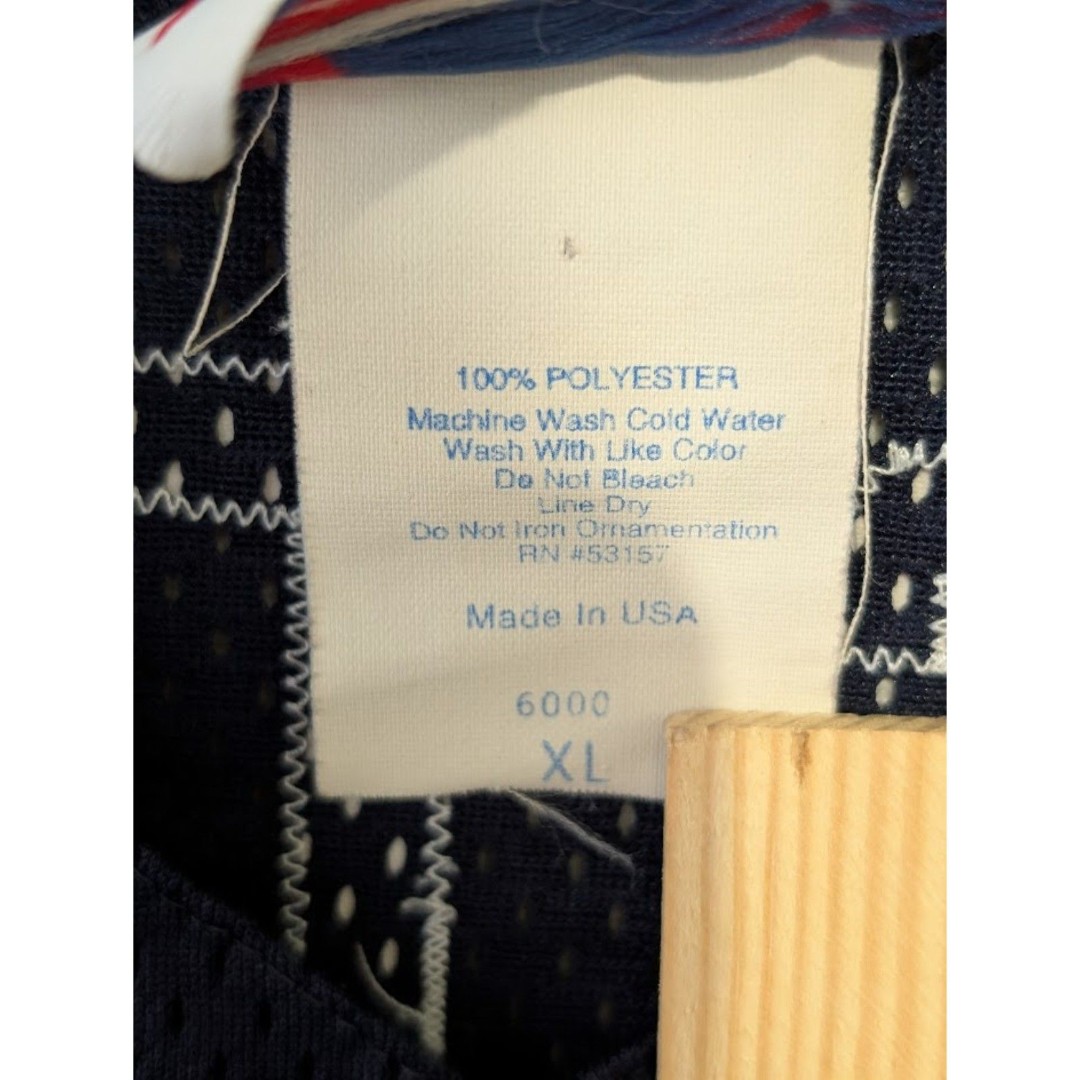 100% POLYESTER
Machine Wash Cold Water
Wash With Like Color
Do Not Bleach
Line Dry
Do Not Iron Ornamentation
RN #53157
Made In USA
6000
XL